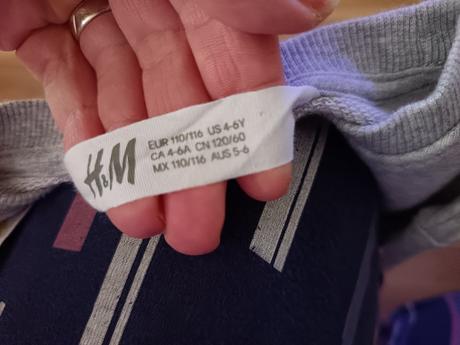 H&M
EUR 110/116 US 4-6Y
CA 4-6A CN 120/60
MX 110/116 AUS 5-6